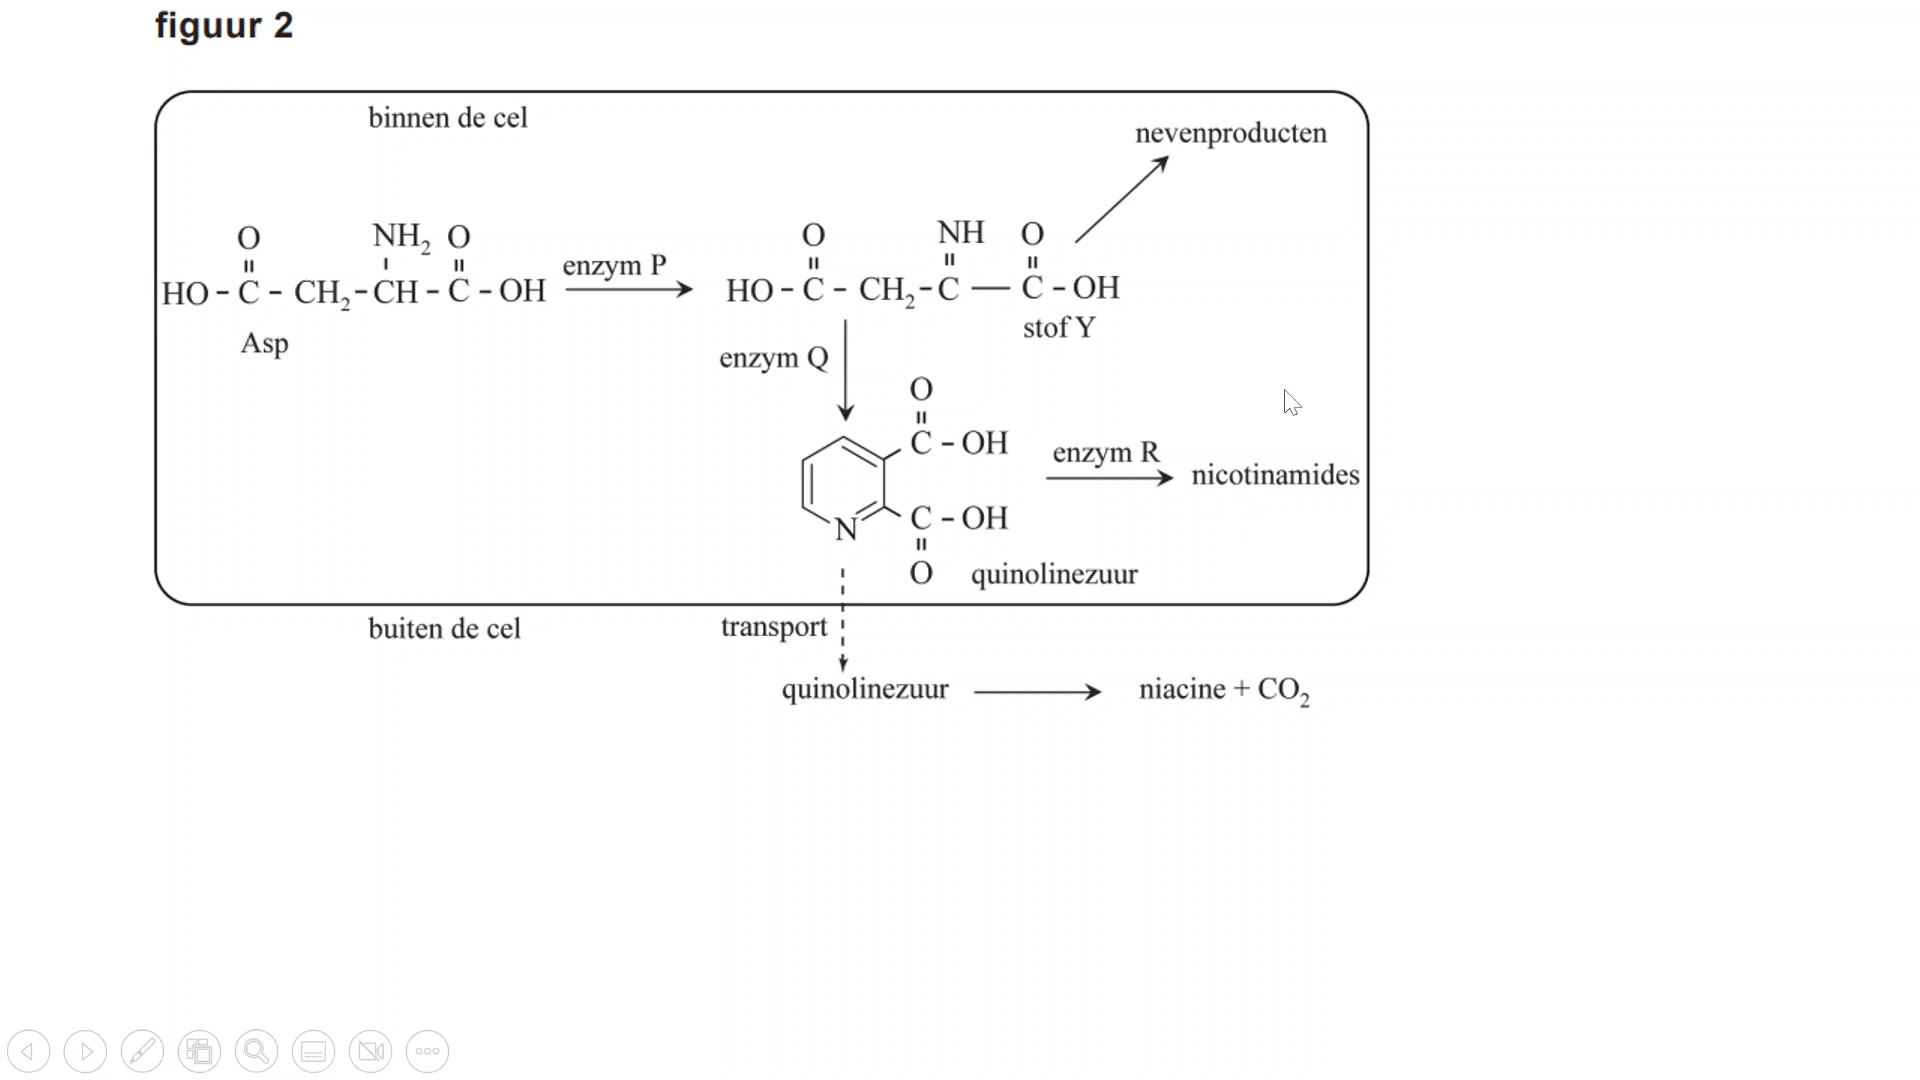 figuur 2
binnen de cel
nevenproducten
O NH₂ O
HO - C - CH₂ - CH - C - OH
Asp
enzym P
O NH O
HO - C - CH₂ - C — C - OH
stof Y
enzym Q
O
C - OH
N
C - OH
O
quinolinezuur
enzym R
nicotinamides
buiten de cel
transport
quinolinezuur
niacine + CO₂